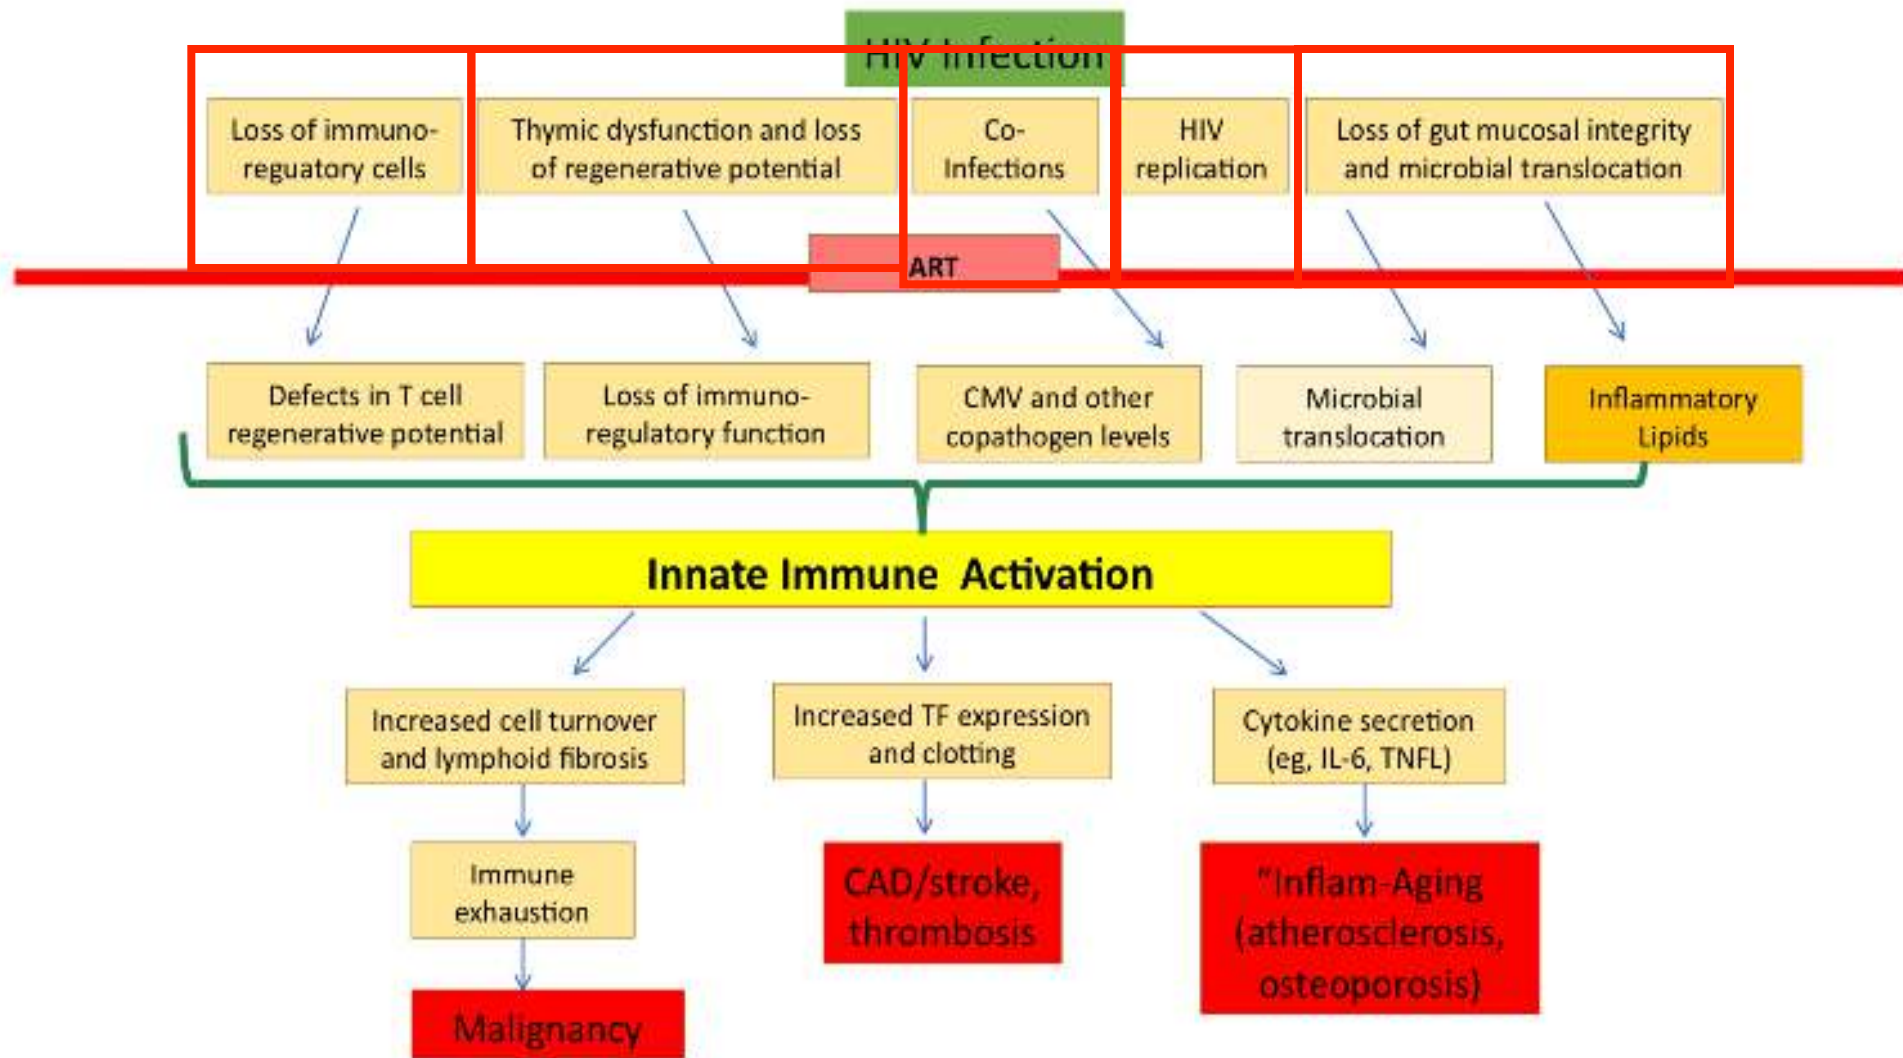 HIV Infection
Loss of immuno-
reguatory cells
Thymic dysfunction and loss
of regenerative potential
Co-
Infections
HIV
replication
Loss of gut mucosal integrity
and microbial translocation
ART
Defects in T cell
regenerative potential
Loss of immuno-
regulatory function
CMV and other
copathogen levels
Microbial
translocation
Inflammatory
Lipids
Innate Immune Activation
Increased cell turnover
and lymphoid fibrosis
Increased TF expression
and clotting
Cytokine secretion
(eg, IL-6, TNFL)
Immune
exhaustion
CAD/stroke,
thrombosis
"Inflam-Aging
(atherosclerosis,
osteoporosis)
Malignancy